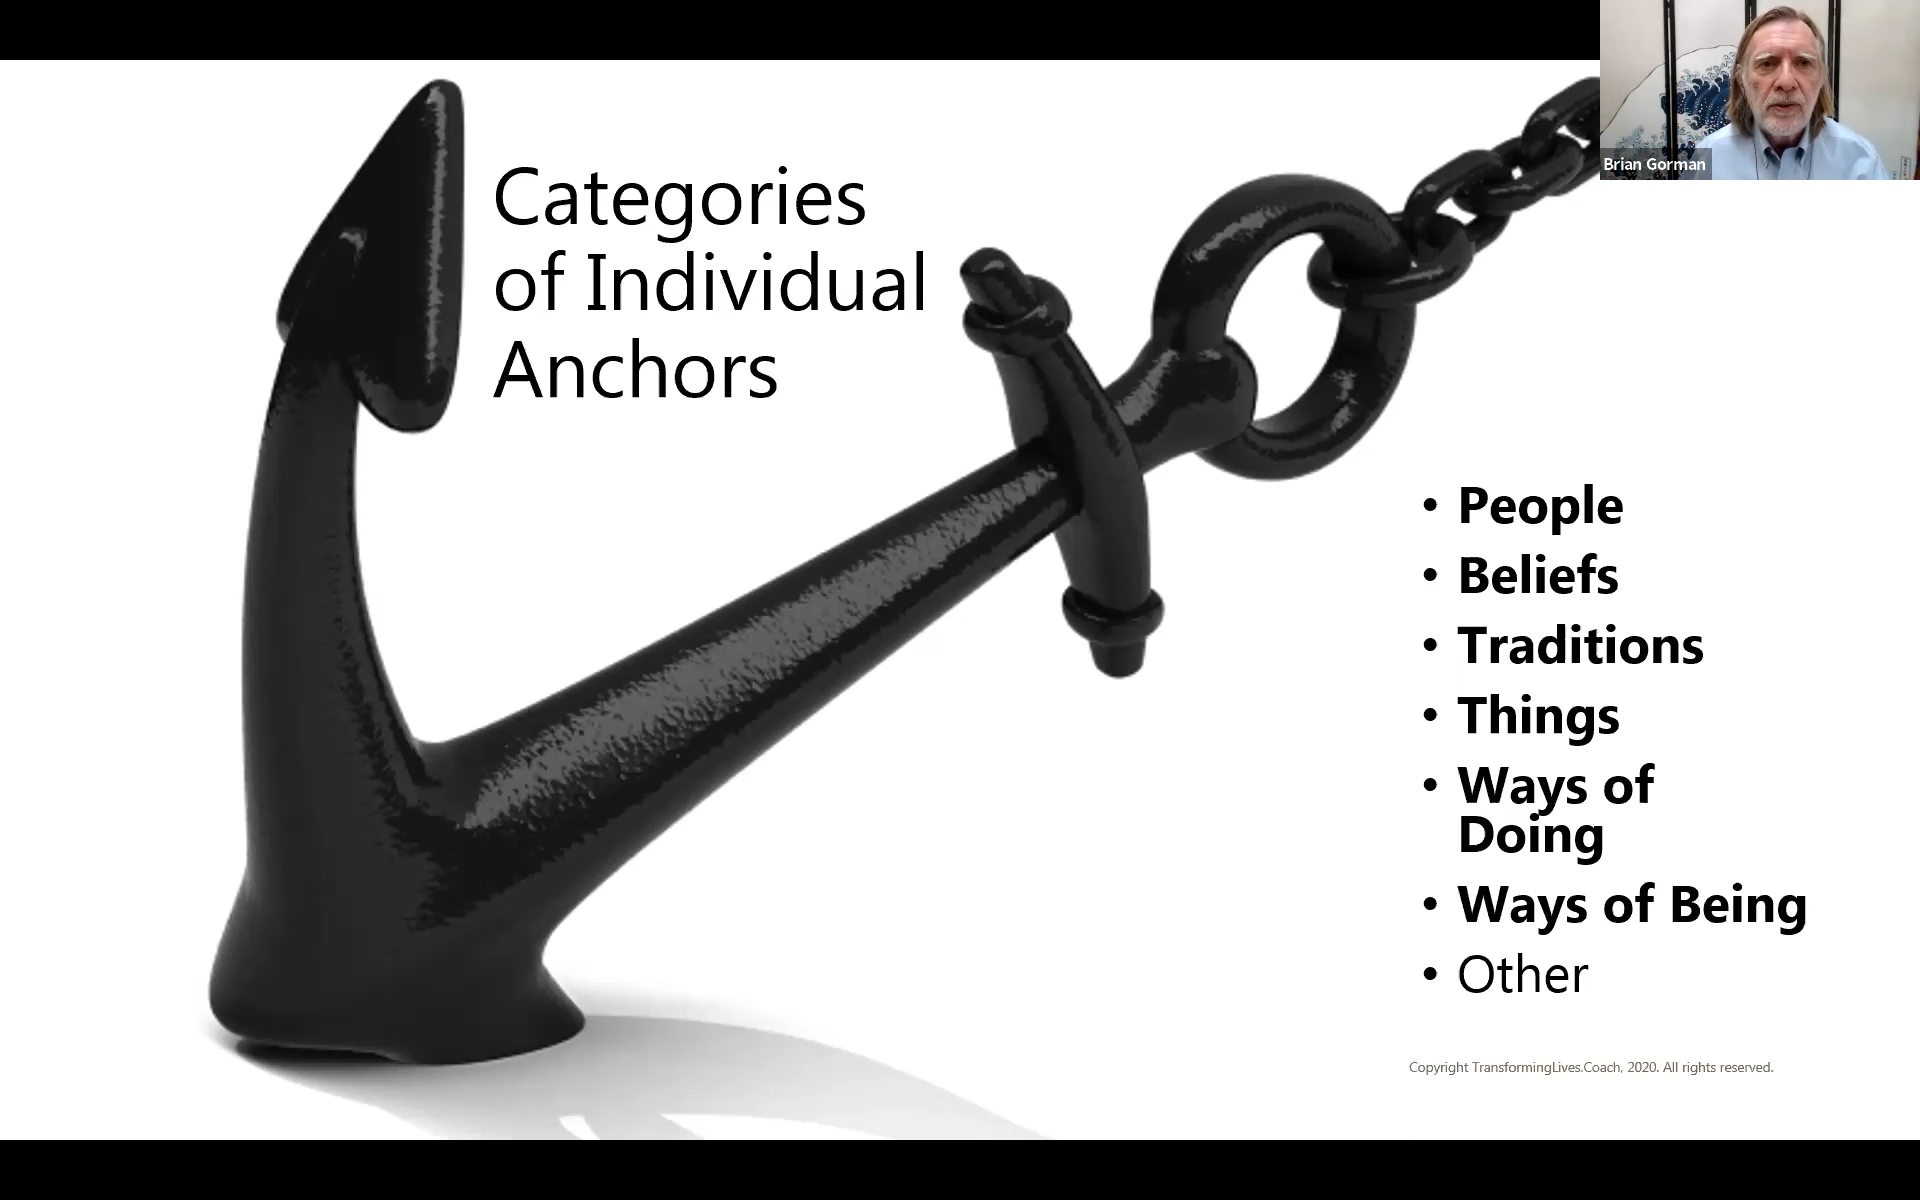 Brian Gorman
Categories
of Individual
Anchors
• People
• Beliefs
• Traditions
• Things
• Ways of
Doing
• Ways of Being
• Other
Copyright TransformingLives.Coach, 2020. All rights reserved.